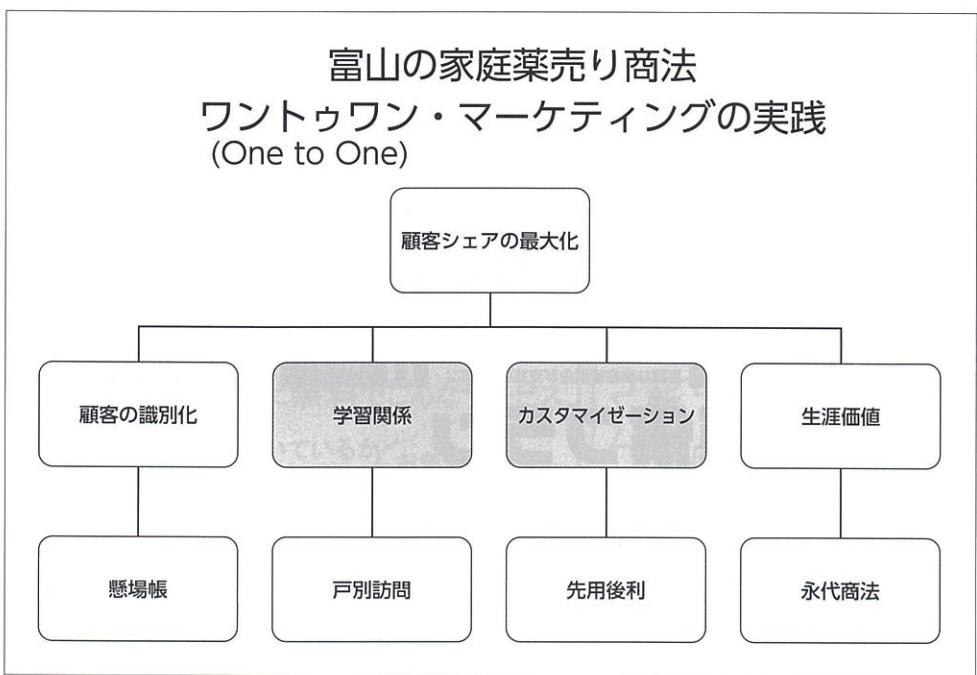 富山の家庭薬売り商法
ワントゥワン・マーケティングの実践
(One to One)
顧客シェアの最大化
顧客の識別化
学習関係
カスタマイゼーション
生涯価値
懸場帳
戸別訪問
先用後利
永代商法